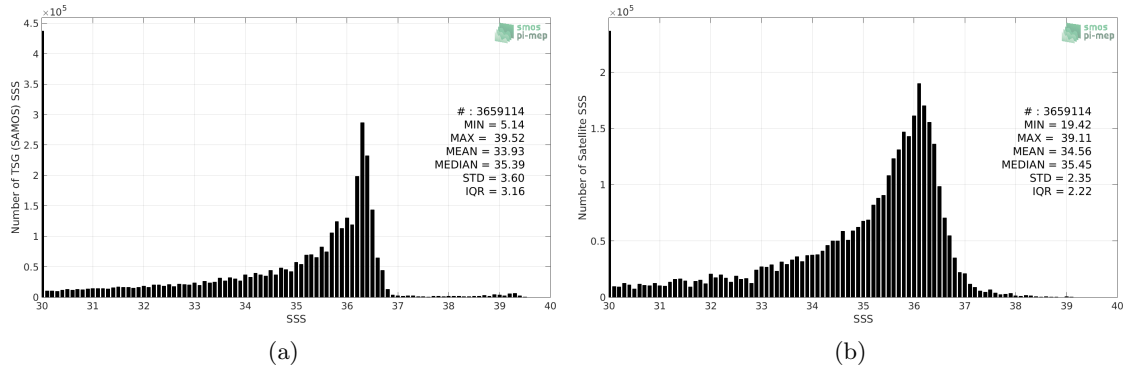 ×10⁵
4.5
4
3.5
3
2.5
2
1.5
1
0.5
0
Number of TSG (SAMOS) SSS
30 31 32 33 34 35 36 37 38 39 40
SSS
smos
pi-mep
# : 3659114
MIN = 5.14
MAX = 39.52
MEAN = 33.93
MEDIAN = 35.39
STD = 3.60
IQR = 3.16
(a)
×10⁵
2
1.5
1
0.5
0
Number of Satellite SSS
30 31 32 33 34 35 36 37 38 39 40
SSS
smos
pi-mep
# : 3659114
MIN = 19.42
MAX = 39.11
MEAN = 34.56
MEDIAN = 35.45
STD = 2.35
IQR = 2.22
(b)